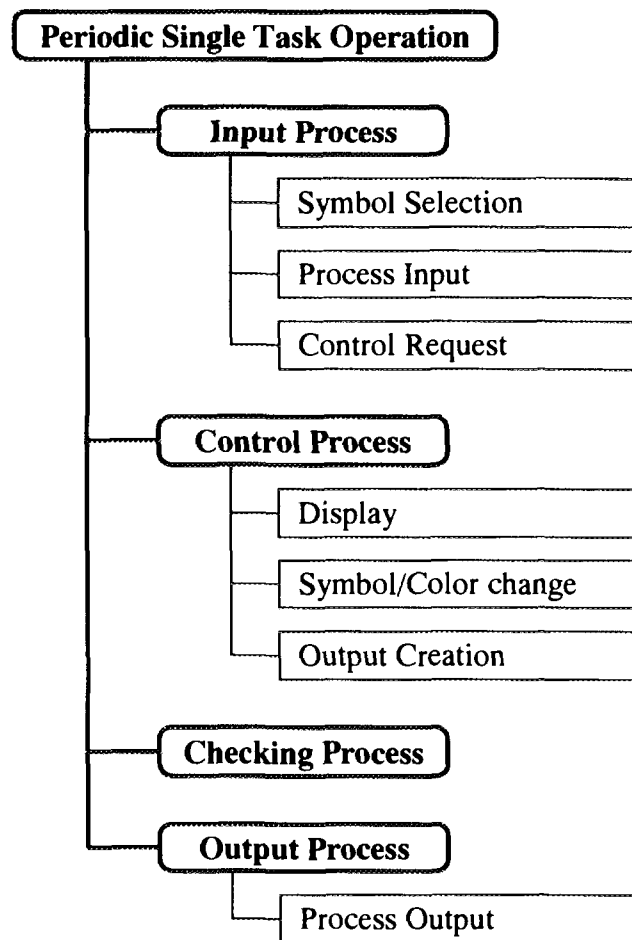 Periodic Single Task Operation
Input Process
Symbol Selection
Process Input
Control Request
Control Process
Display
Symbol/Color change
Output Creation
Checking Process
Output Process
Process Output